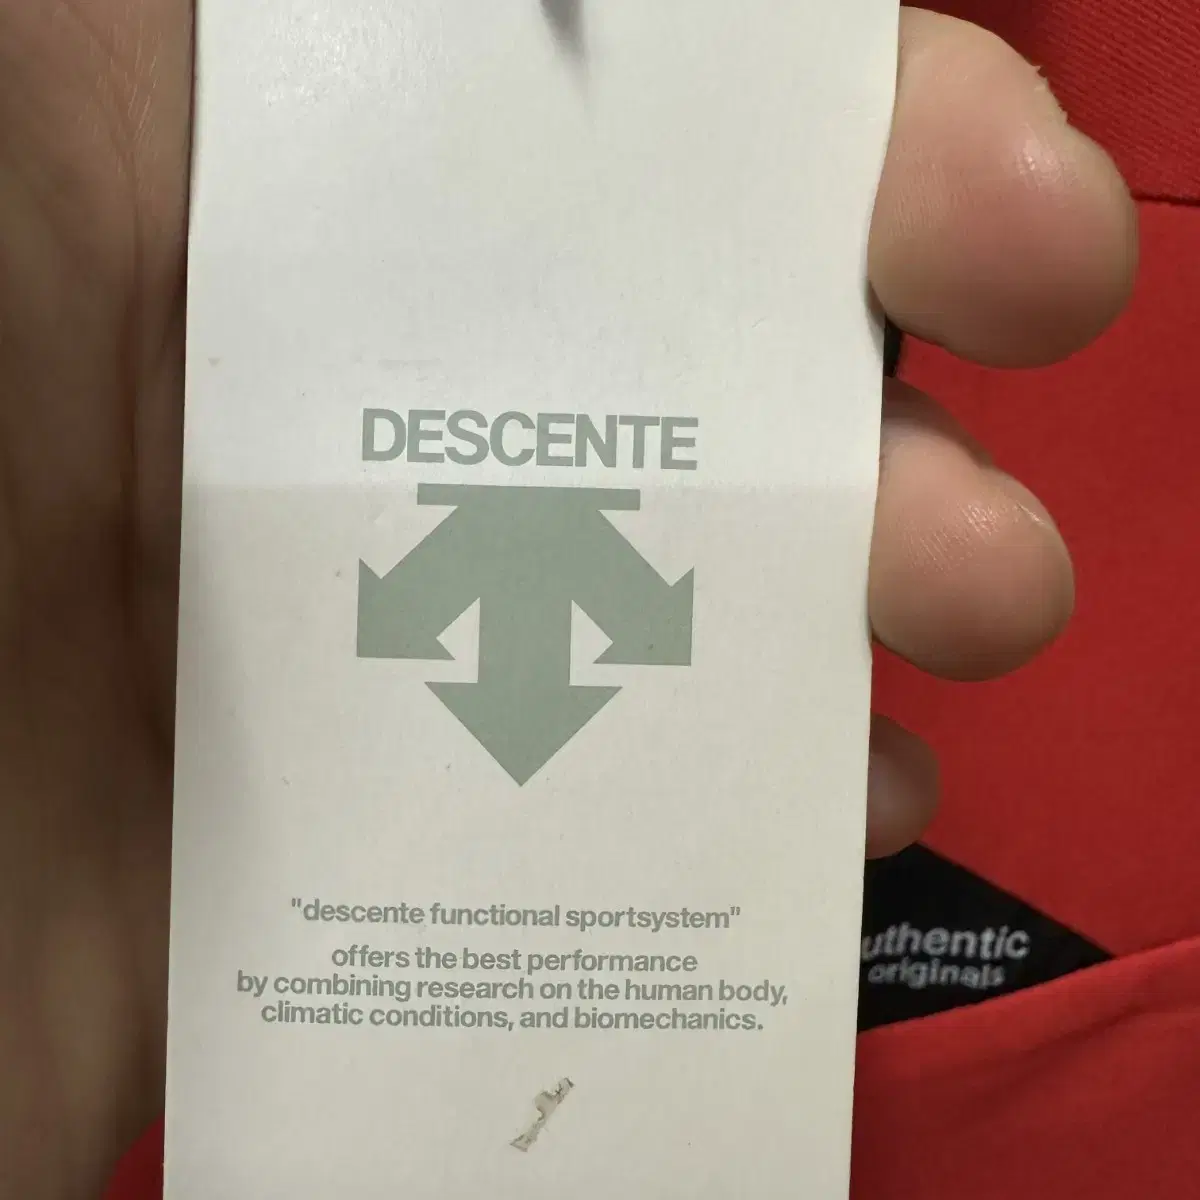 DESCENTE
"descente functional sportsystem"
offers the best performance
by combining research on the human body,
climatic conditions, and biomechanics.
uthentic
originals